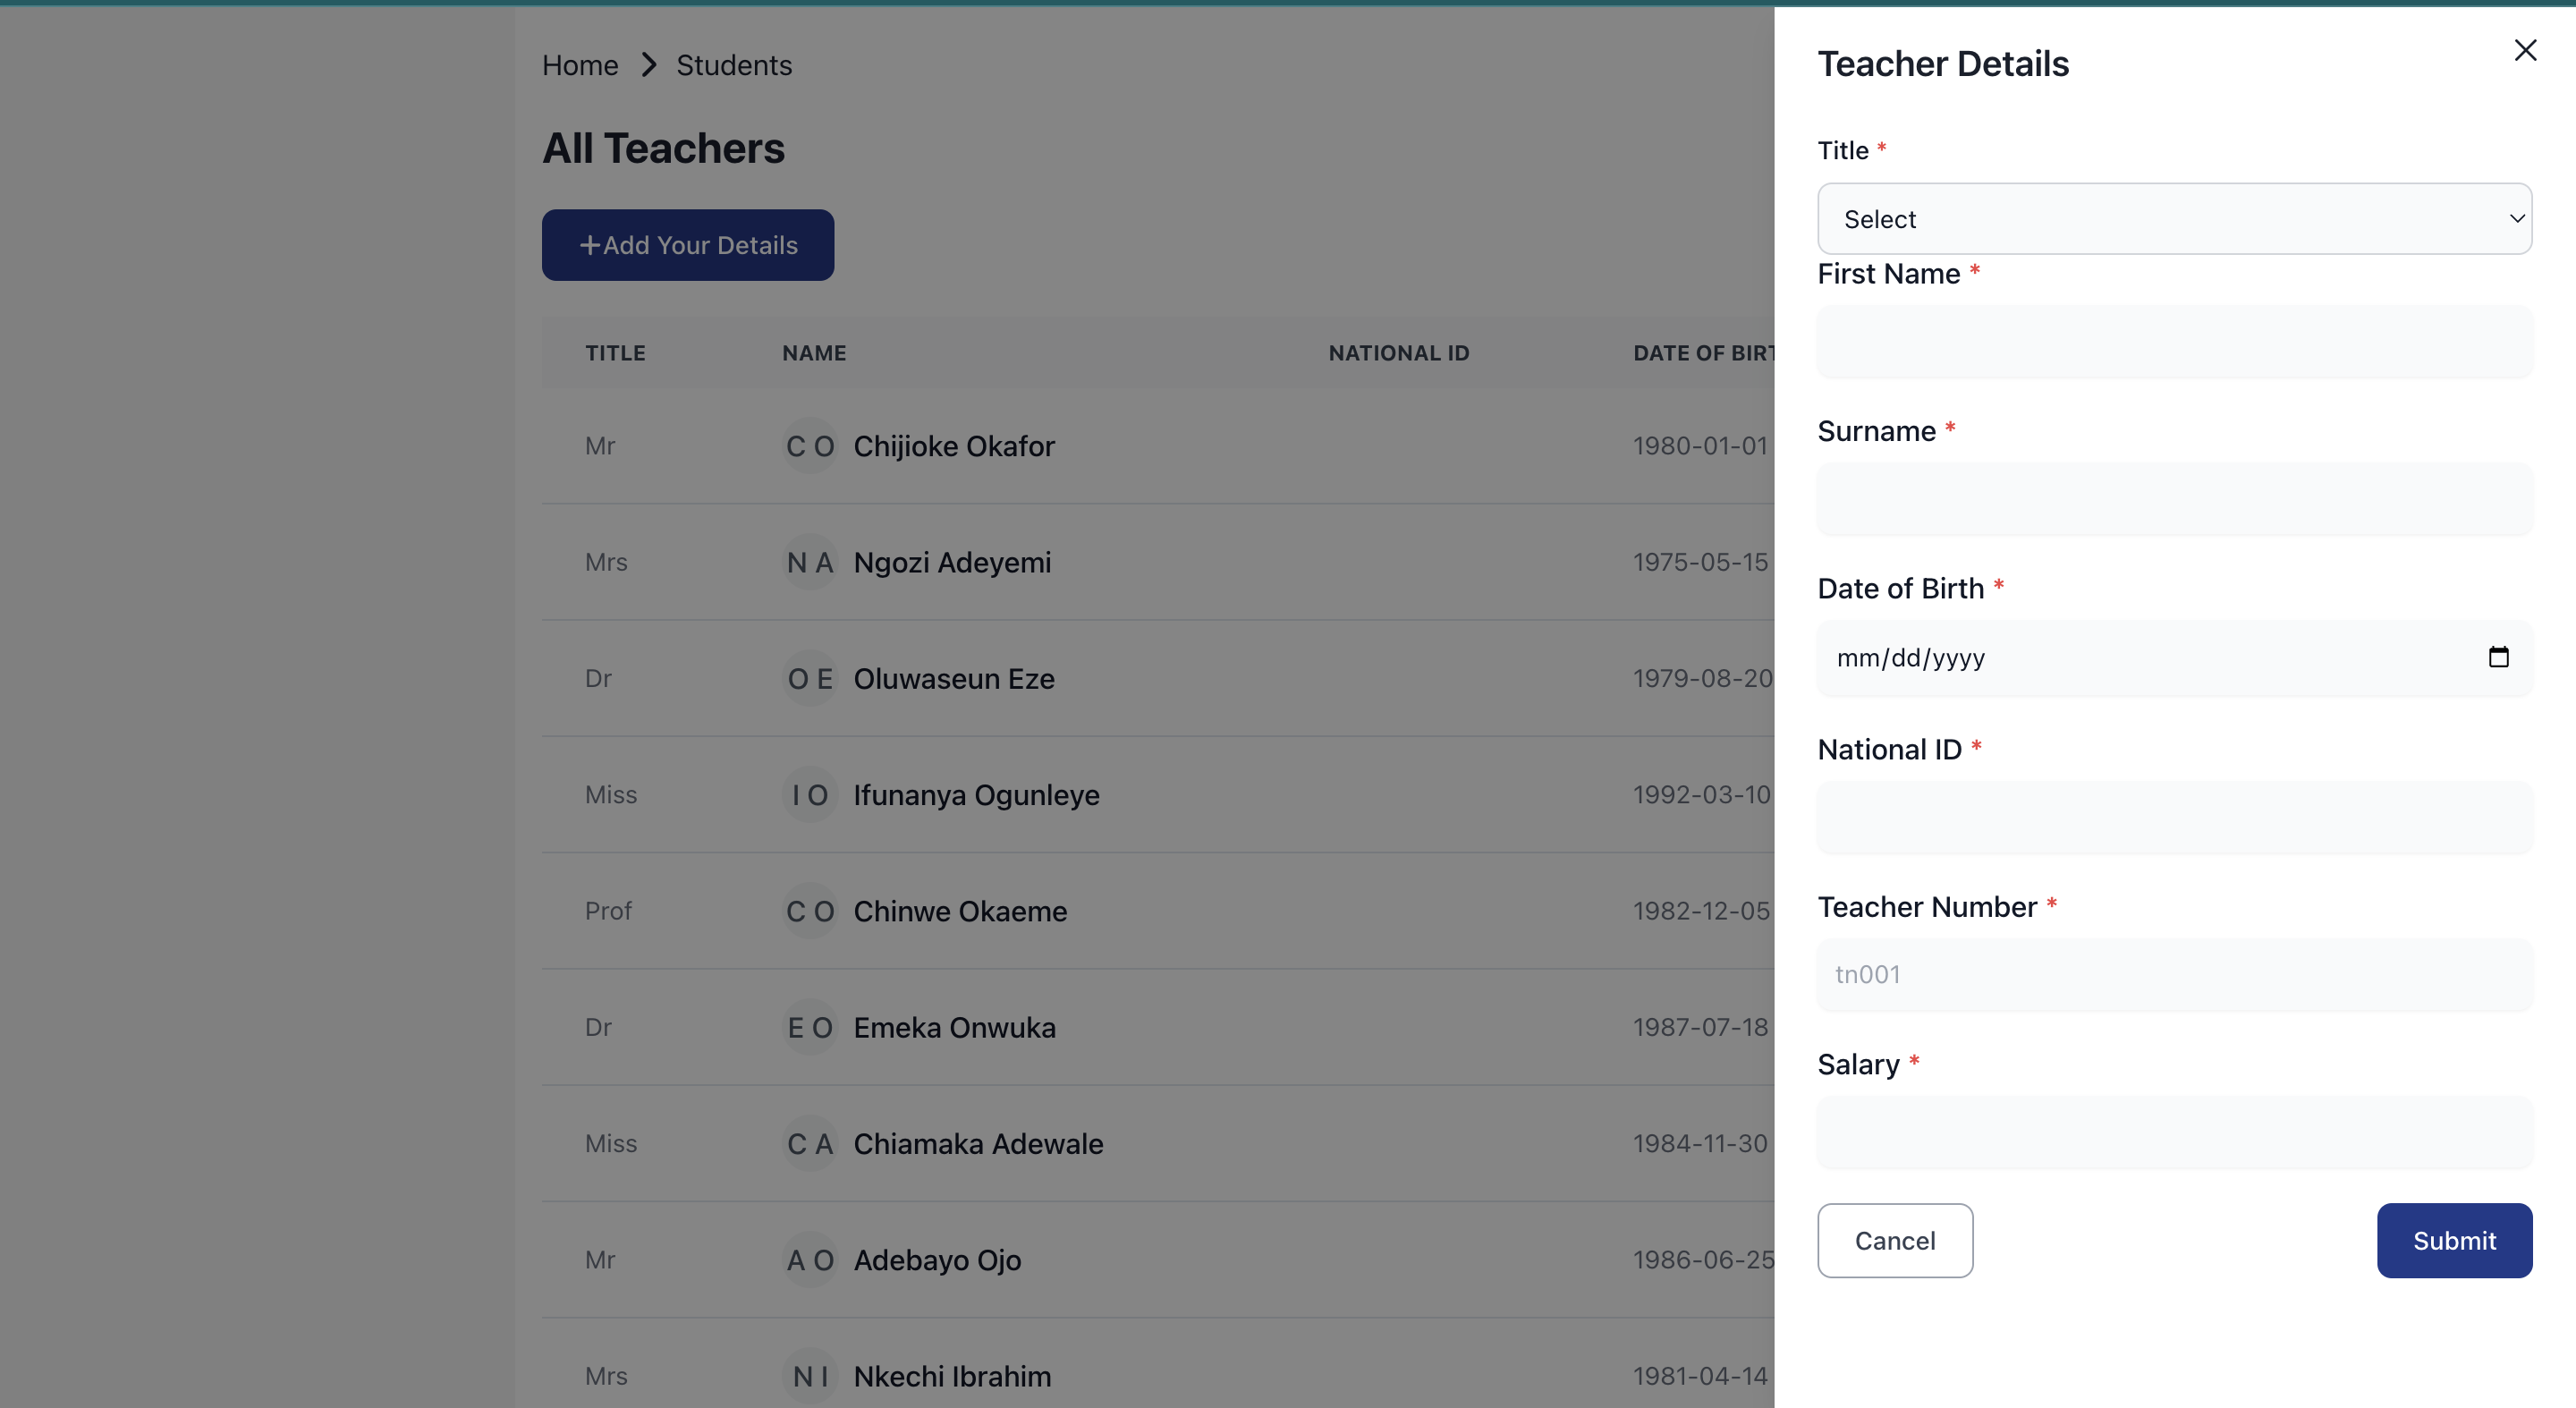 Home > Students
All Teachers
+Add Your Details
TITLE NAME NATIONAL ID DATE OF BIRT
Mr C O Chijioke Okafor 1980-01-01
Mrs N A Ngozi Adeyemi 1975-05-15
Dr O E Oluwaseun Eze 1979-08-20
Miss I O Ifunanya Ogunleye 1992-03-10
Prof C O Chinwe Okaeme 1982-12-05
Dr E O Emeka Onwuka 1987-07-18
Miss C A Chiamaka Adewale 1984-11-30
Mr A O Adebayo Ojo 1986-06-25
Mrs N I Nkechi Ibrahim 1981-04-14
Teacher Details
Title *
Select
First Name *
Surname *
Date of Birth *
mm/dd/yyyy
National ID *
Teacher Number *
tn001
Salary *
Cancel Submit